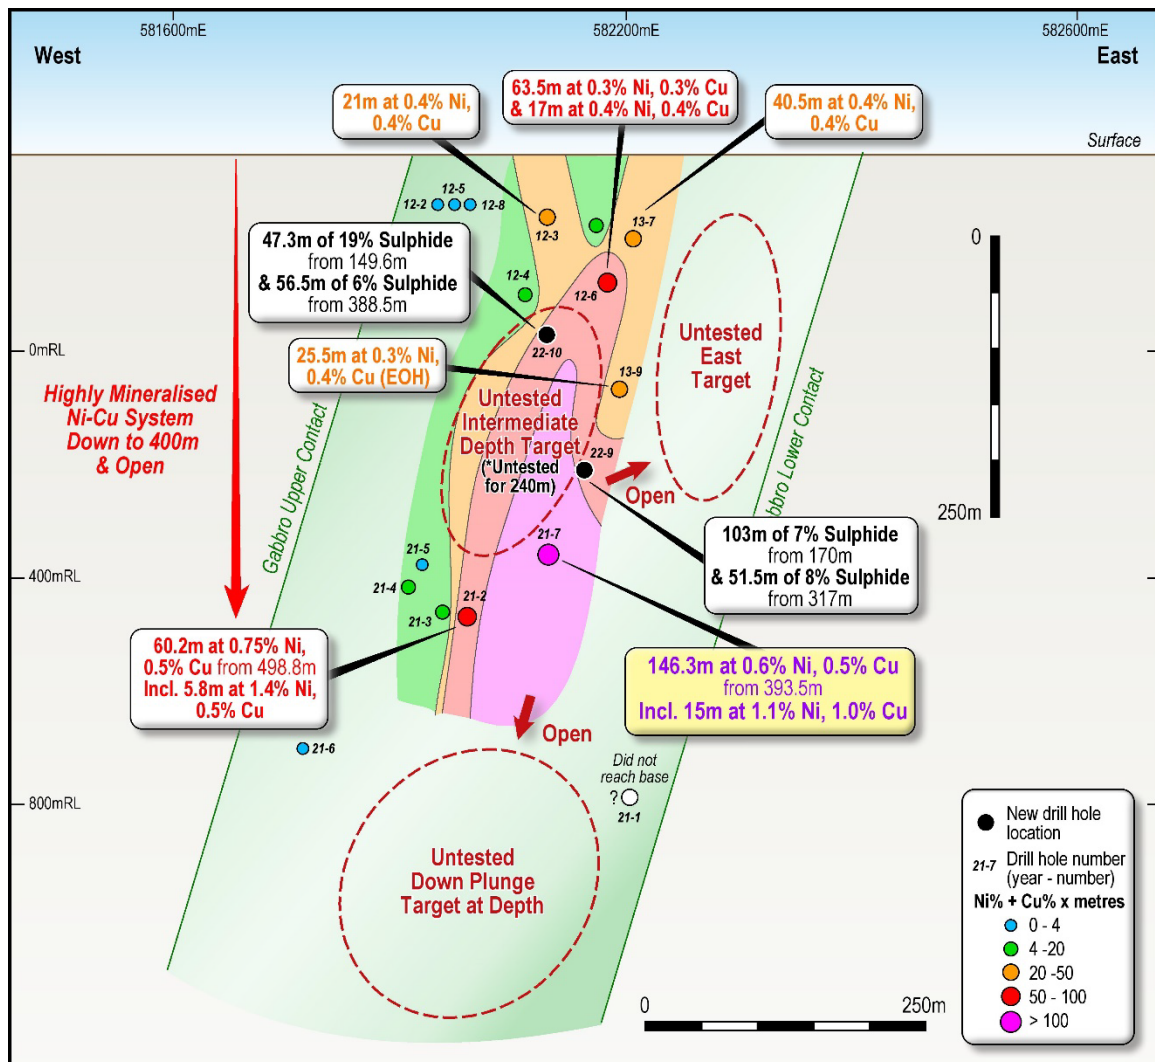 581600mE
582200mE
582600mE
West
East
63.5m at 0.3% Ni, 0.3% Cu
& 17m at 0.4% Ni, 0.4% Cu
21m at 0.4% Ni,
0.4% Cu
40.5m at 0.4% Ni,
0.4% Cu
Surface
12-5
12-2
12-8
12-3
13-7
47.3m of 19% Sulphide
from 149.6m
& 56.5m of 6% Sulphide
from 388.5m
12-4
12-6
0
250m
0mRL
22-10
Untested
East
Target
25.5m at 0.3% Ni,
0.4% Cu (EOH)
13-9
Highly Mineralised
Ni-Cu System
Down to 400m
& Open
Untested
Intermediate
Depth Target
(*Untested
for 240m)
22-9
Open
Gabbro Upper Contact
bbro Lower Contact
103m of 7% Sulphide
from 170m
& 51.5m of 8% Sulphide
from 317m
21-7
21-5
400mRL
21-4
21-3
21-2
60.2m at 0.75% Ni,
0.5% Cu from 498.8m
Incl. 5.8m at 1.4% Ni,
0.5% Cu
146.3m at 0.6% Ni, 0.5% Cu
from 393.5m
Incl. 15m at 1.1% Ni, 1.0% Cu
Open
21-6
Did not
reach base
?
21-1
800mRL
Untested
Down Plunge
Target at Depth
New drill hole
location
21-7 Drill hole number
(year - number)
Ni% + Cu% x metres
0 - 4
4 -20
20 -50
50 - 100
> 100
0
250m